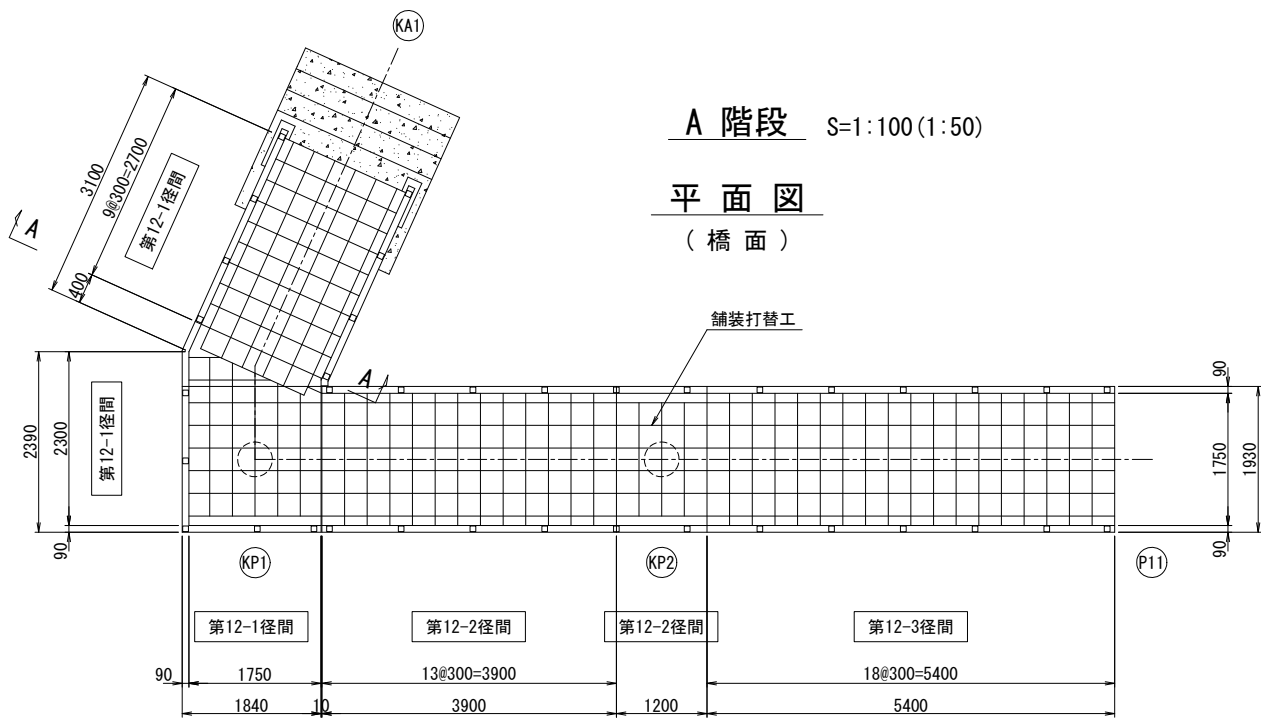 KA1
A 階段 S=1:100(1:50)
平面図
(橋面)
3100
9@300=2700
400
第12-1径間
A
A
舗装打替工
2390
2300
90
第12-1径間
90
1750
1930
90
KP1
KP2
P11
第12-1径間
第12-2径間
第12-2径間
第12-3径間
90
1750
13@300=3900
18@300=5400
1840
10
3900
1200
5400